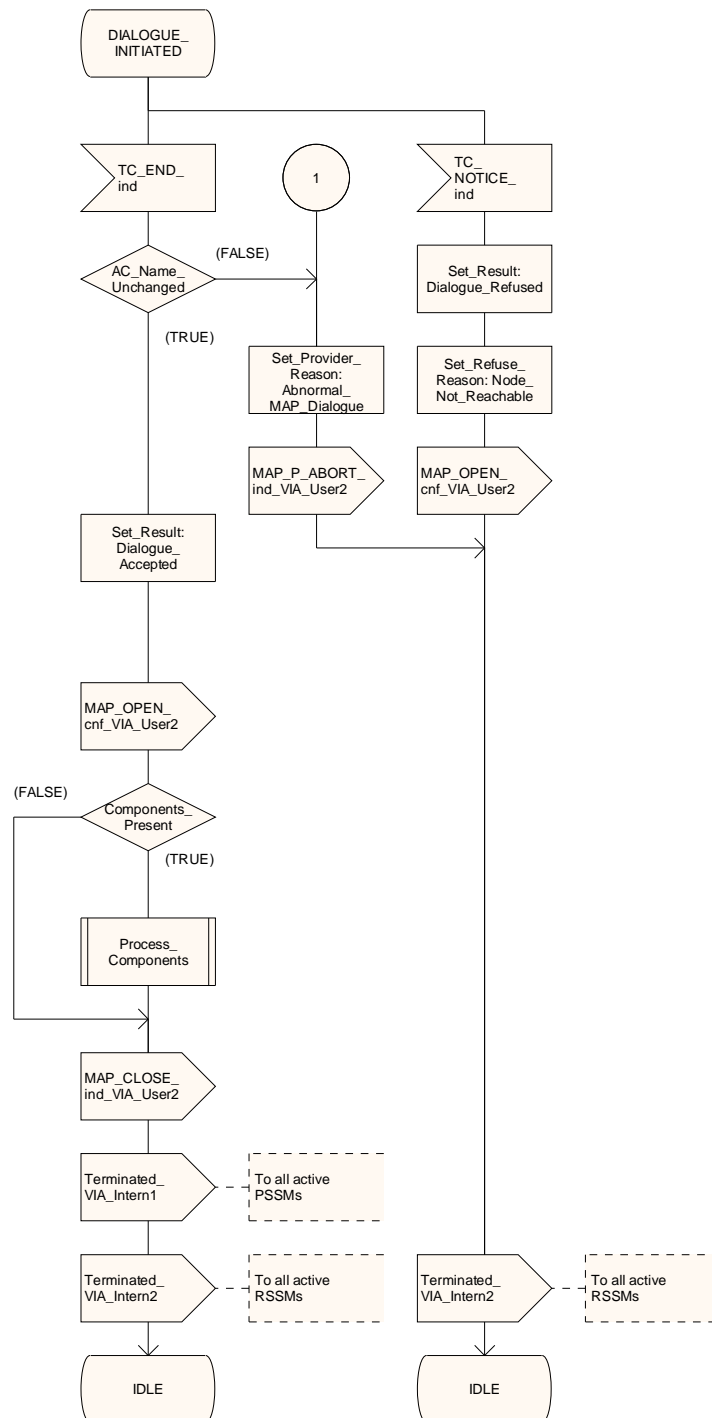 DIALOGUE_
INITIATED
TC_END_
ind
1
TC_
NOTICE_
ind
(FALSE)
AC_Name_
Unchanged
Set_Result:
Dialogue_Refused
(TRUE)
Set_Provider_
Reason:
Abnormal_
MAP_Dialogue
Set_Refuse_
Reason: Node_
Not_Reachable
MAP_P_ABORT_
ind_VIA_User2
MAP_OPEN_
cnf_VIA_User2
Set_Result:
Dialogue_
Accepted
MAP_OPEN_
cnf_VIA_User2
(FALSE)
Components_
Present
(TRUE)
Process_
Components
MAP_CLOSE_
ind_VIA_User2
Terminated_
VIA_Intern1
To all active
PSSMs
Terminated_
VIA_Intern2
To all active
RSSMs
Terminated_
VIA_Intern2
To all active
RSSMs
IDLE
IDLE